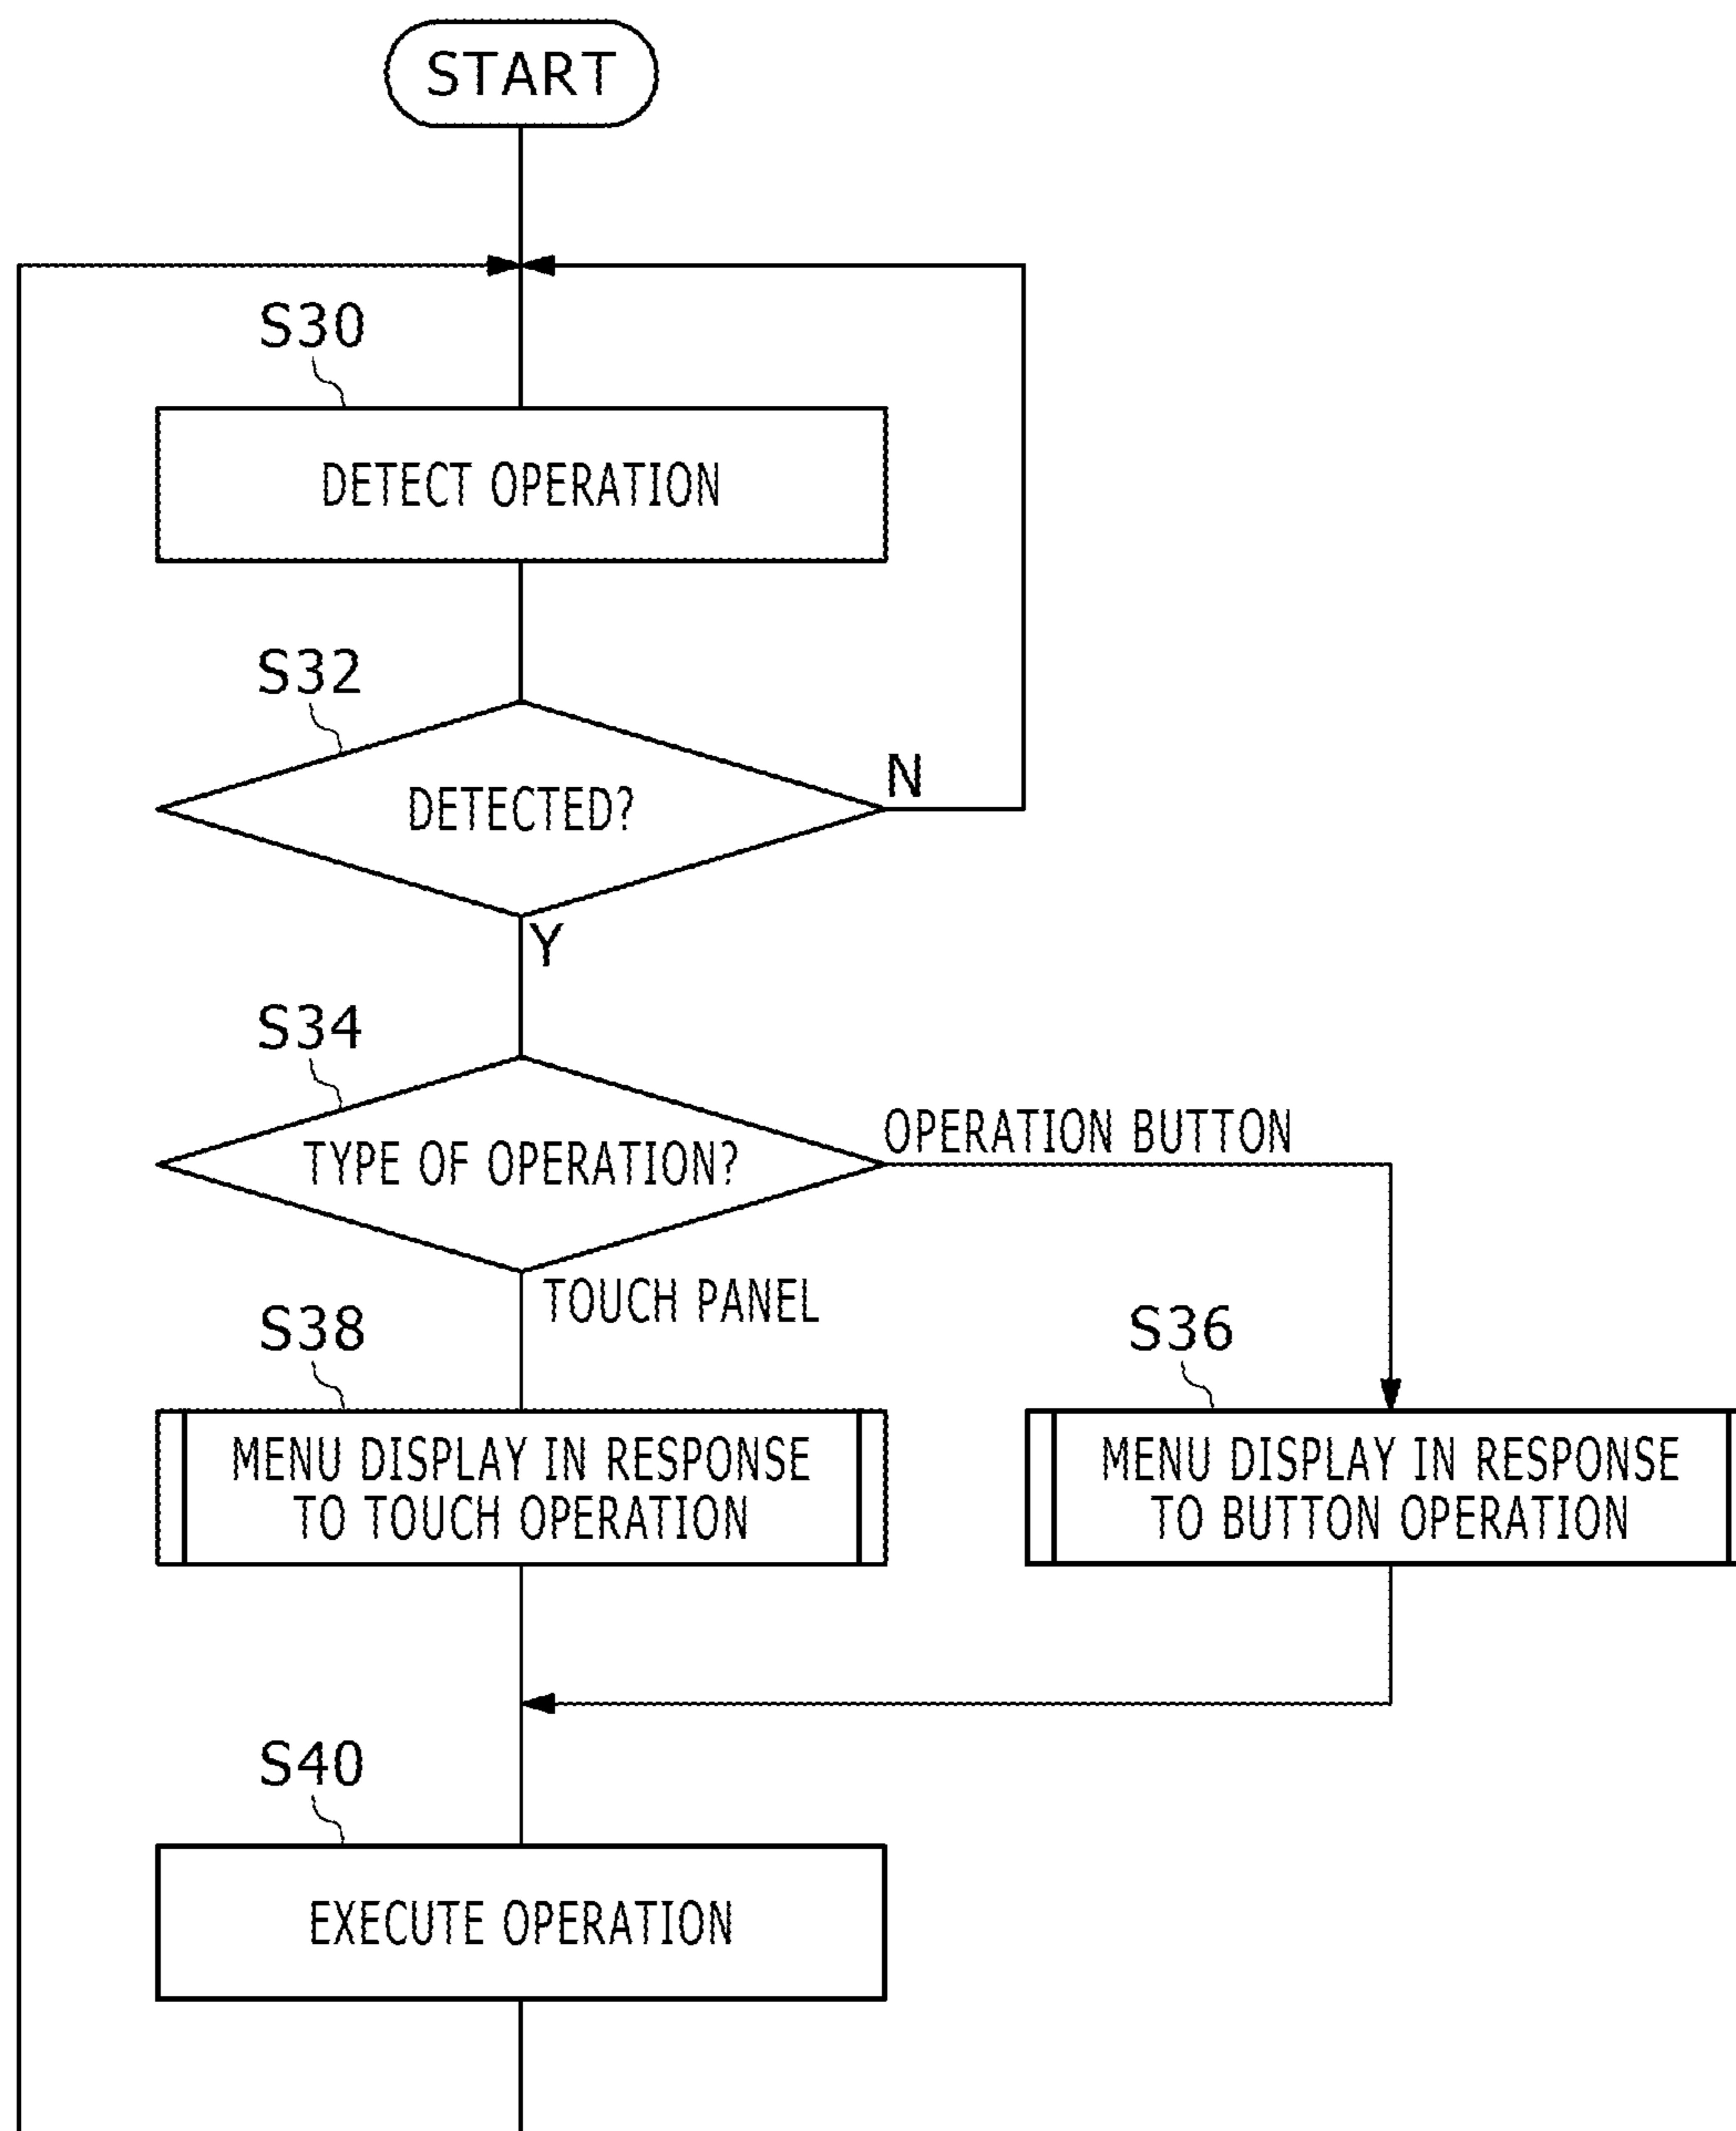 START
S30
DETECT OPERATION
S32
DETECTED?
N
Y
S34
TYPE OF OPERATION?
OPERATION BUTTON
TOUCH PANEL
S38
MENU DISPLAY IN RESPONSE
TO TOUCH OPERATION
S36
MENU DISPLAY IN RESPONSE
TO BUTTON OPERATION
S40
EXECUTE OPERATION